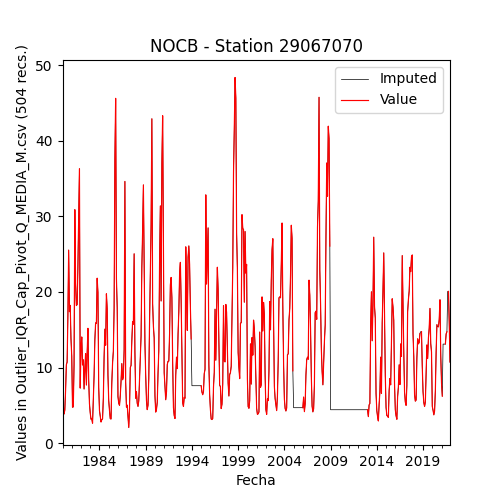 NOCB - Station 29067070
Imputed
Value
Values in Outlier_IQR_Cap_Pivot_Q_MEDIA_M.csv (504 recs.)
50
40
30
20
10
0
1984 1989 1994 1999 2004 2009 2014 2019
Fecha